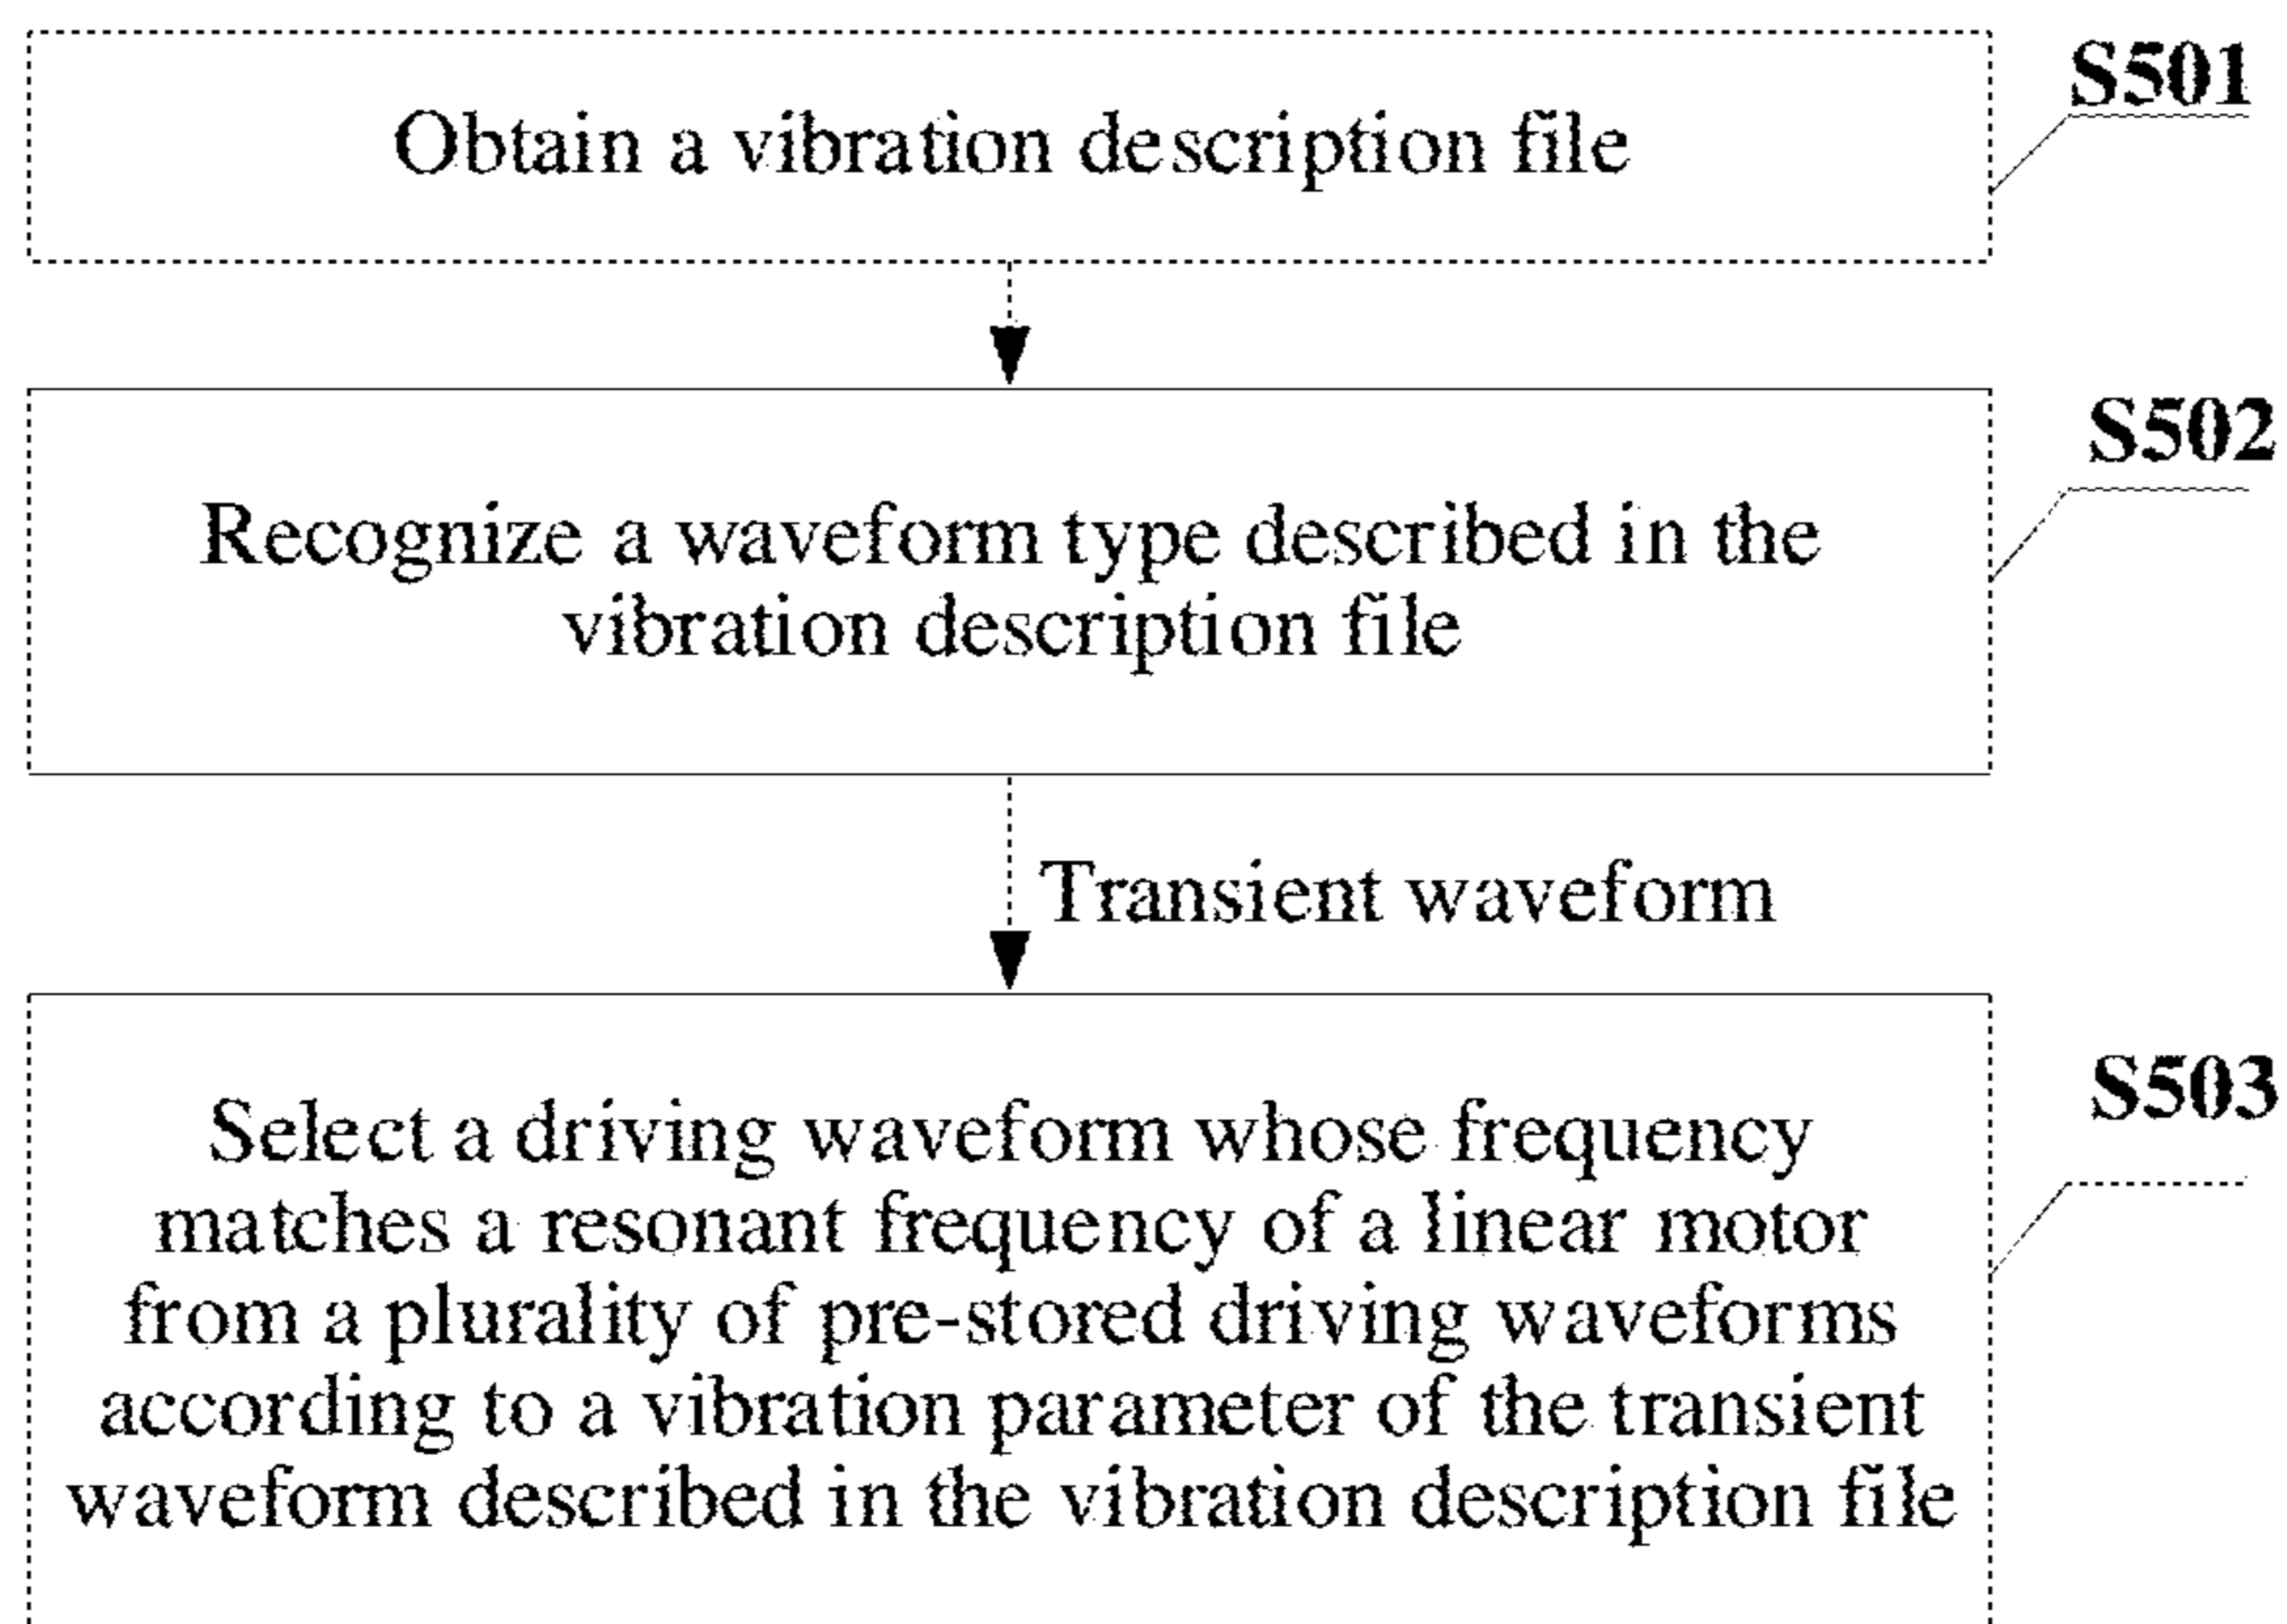 Obtain a vibration description file
S501
Recognize a waveform type described in the
vibration description file
S502
Transient waveform
Select a driving waveform whose frequency
matches a resonant frequency of a linear motor
from a plurality of pre-stored driving waveforms
according to a vibration parameter of the transient
waveform described in the vibration description file
S503